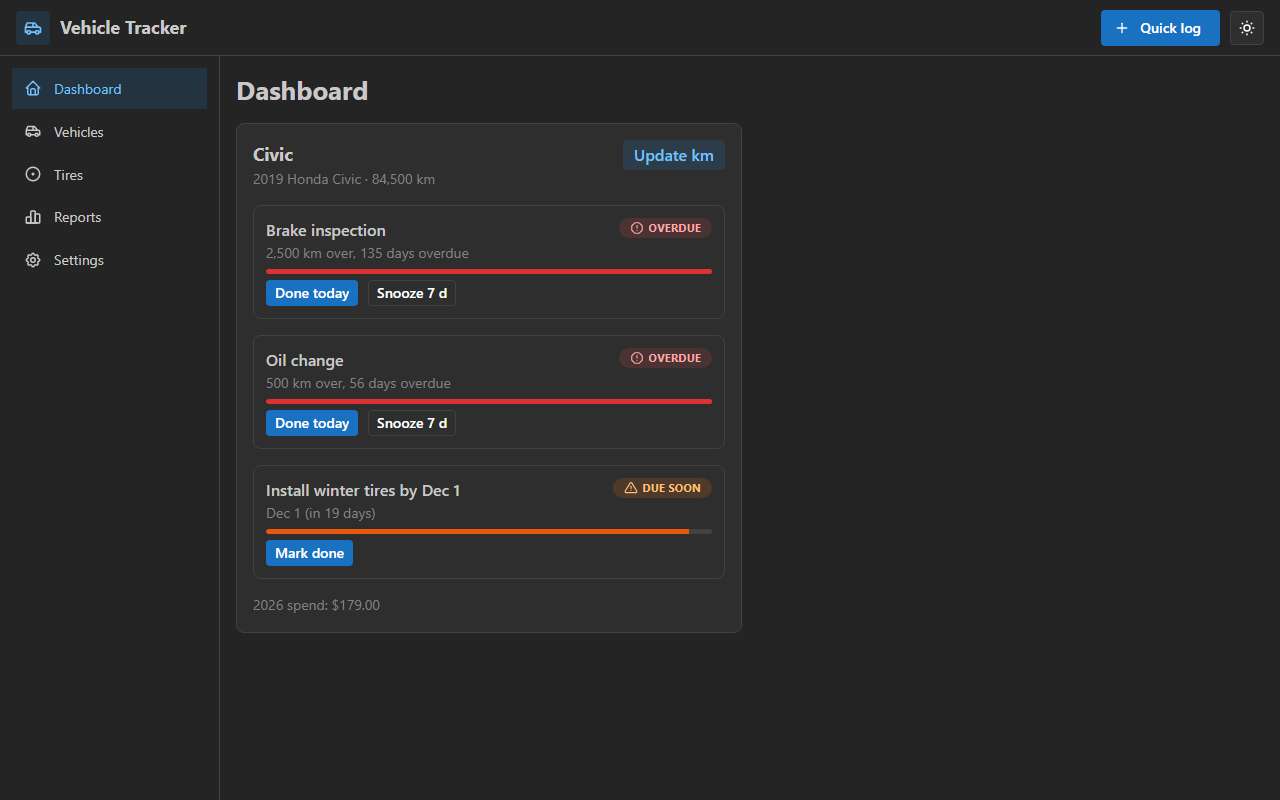 Vehicle Tracker
Quick log
Dashboard
Vehicles
Tires
Reports
Settings
Dashboard
Civic
Update km
2019 Honda Civic · 84,500 km
Brake inspection
OVERDUE
2,500 km over, 135 days overdue
Done today
Snooze 7 d
Oil change
OVERDUE
500 km over, 56 days overdue
Done today
Snooze 7 d
Install winter tires by Dec 1
DUE SOON
Dec 1 (in 19 days)
Mark done
2026 spend: $179.00